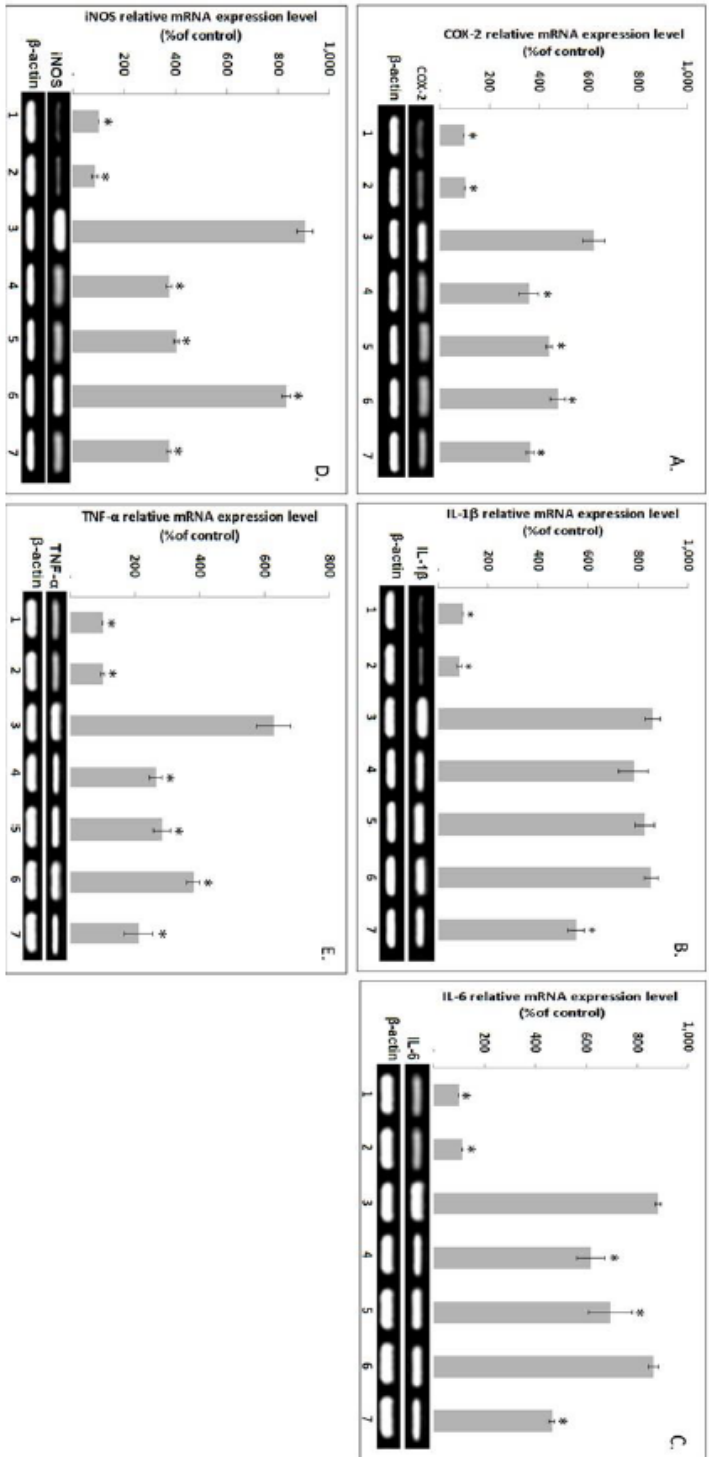 A.
COX-2 relative mRNA expression level
(%of control)
1,000
800
600
400
200
*
*
*
*
*
*
COX-2
β-actin
1 2 3 4 5 6 7
B.
IL-1β relative mRNA expression level
(%of control)
1,000
800
600
400
200
*
*
*
IL-1β
β-actin
1 2 3 4 5 6 7
C.
IL-6 relative mRNA expression level
(%of control)
1,000
800
600
400
200
*
*
*
*
*
IL-6
β-actin
1 2 3 4 5 6 7
D.
iNOS relative mRNA expression level
(%of control)
1,000
800
600
400
200
*
*
*
*
*
*
iNOS
β-actin
1 2 3 4 5 6 7
E.
TNF-α relative mRNA expression level
(%of control)
800
600
400
200
*
*
*
*
*
*
TNF-α
β-actin
1 2 3 4 5 6 7